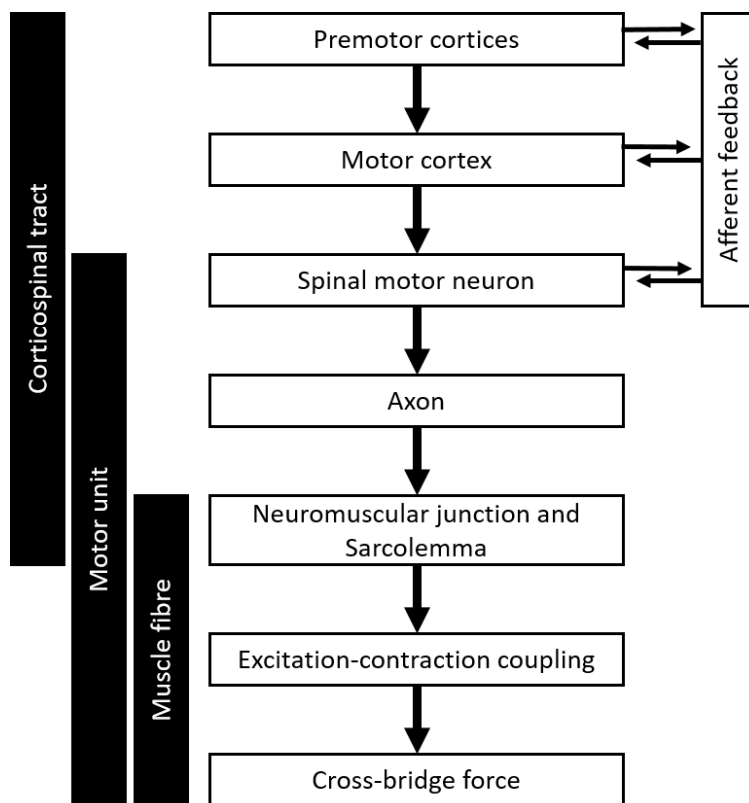 Premotor cortices
Motor cortex
Spinal motor neuron
Axon
Neuromuscular junction and
Sarcolemma
Excitation-contraction coupling
Cross-bridge force
Corticospinal tract
Motor unit
Muscle fibre
Afferent feedback